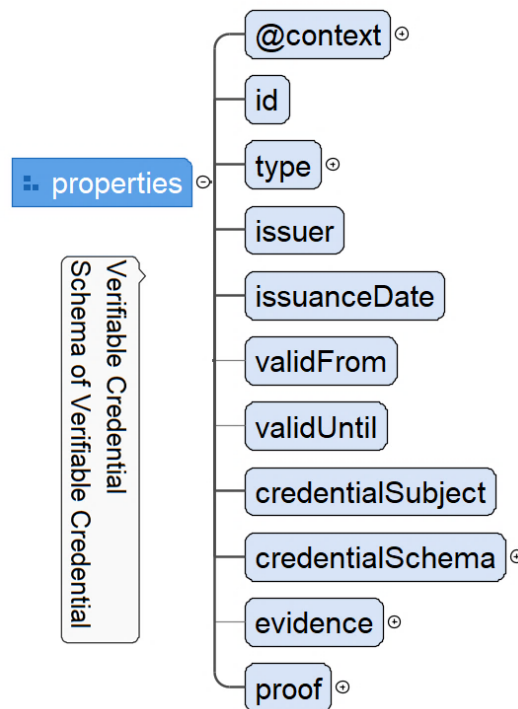 @context
id
type
properties
issuer
issuanceDate
validFrom
validUntil
credentialSubject
credentialSchema
evidence
proof
Verifiable Credential
Schema of Verifiable Credential